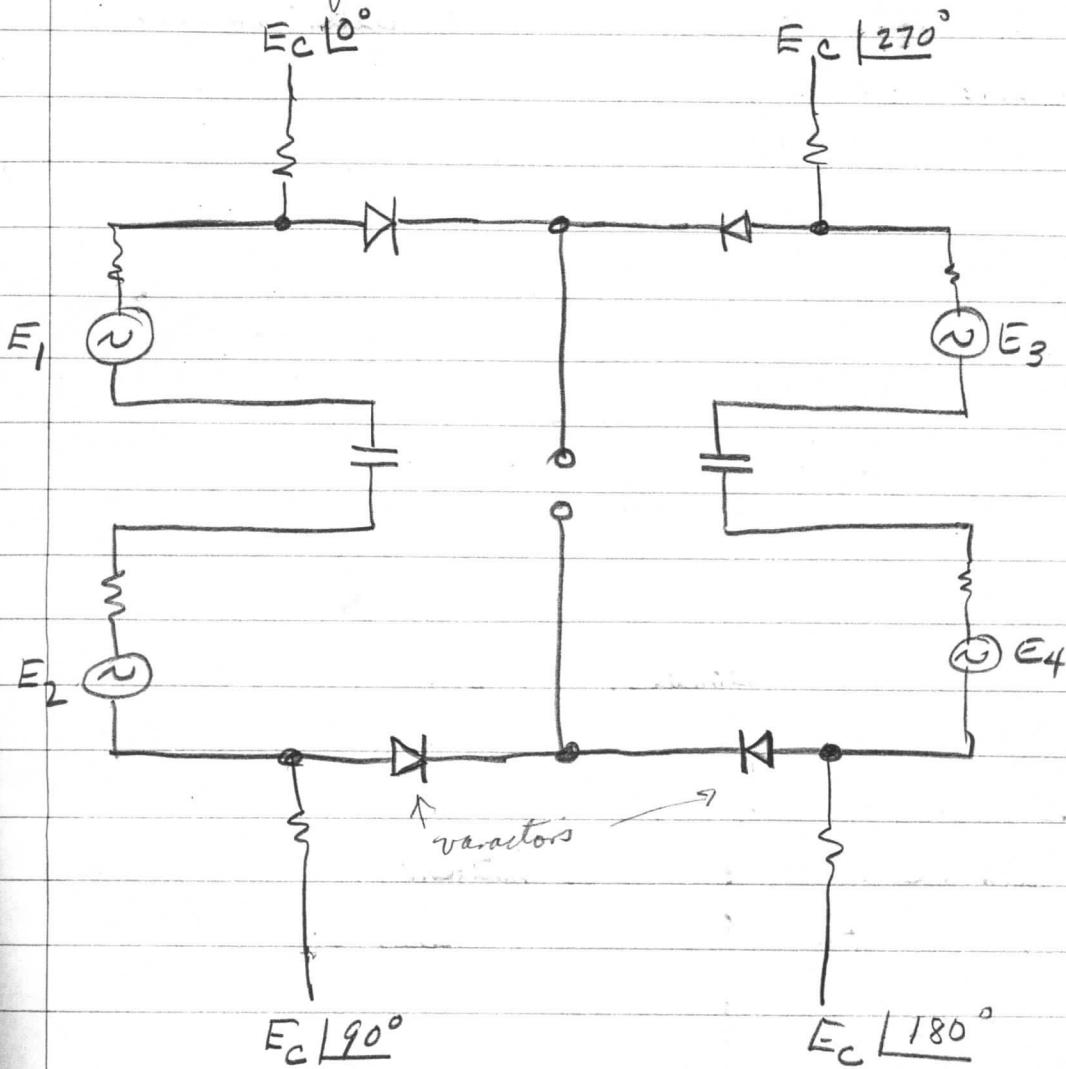 E_C ∠0°
E_C ∠270°
E_1
E_3
E_2
E_4
varactors
E_C ∠90°
E_C ∠180°